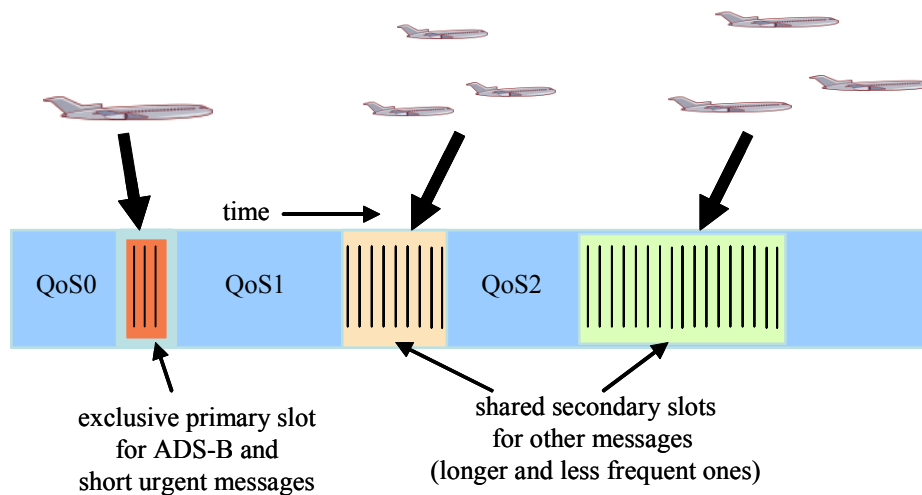 time
QoS0
QoS1
QoS2
exclusive primary slot
for ADS-B and
short urgent messages
shared secondary slots
for other messages
(longer and less frequent ones)